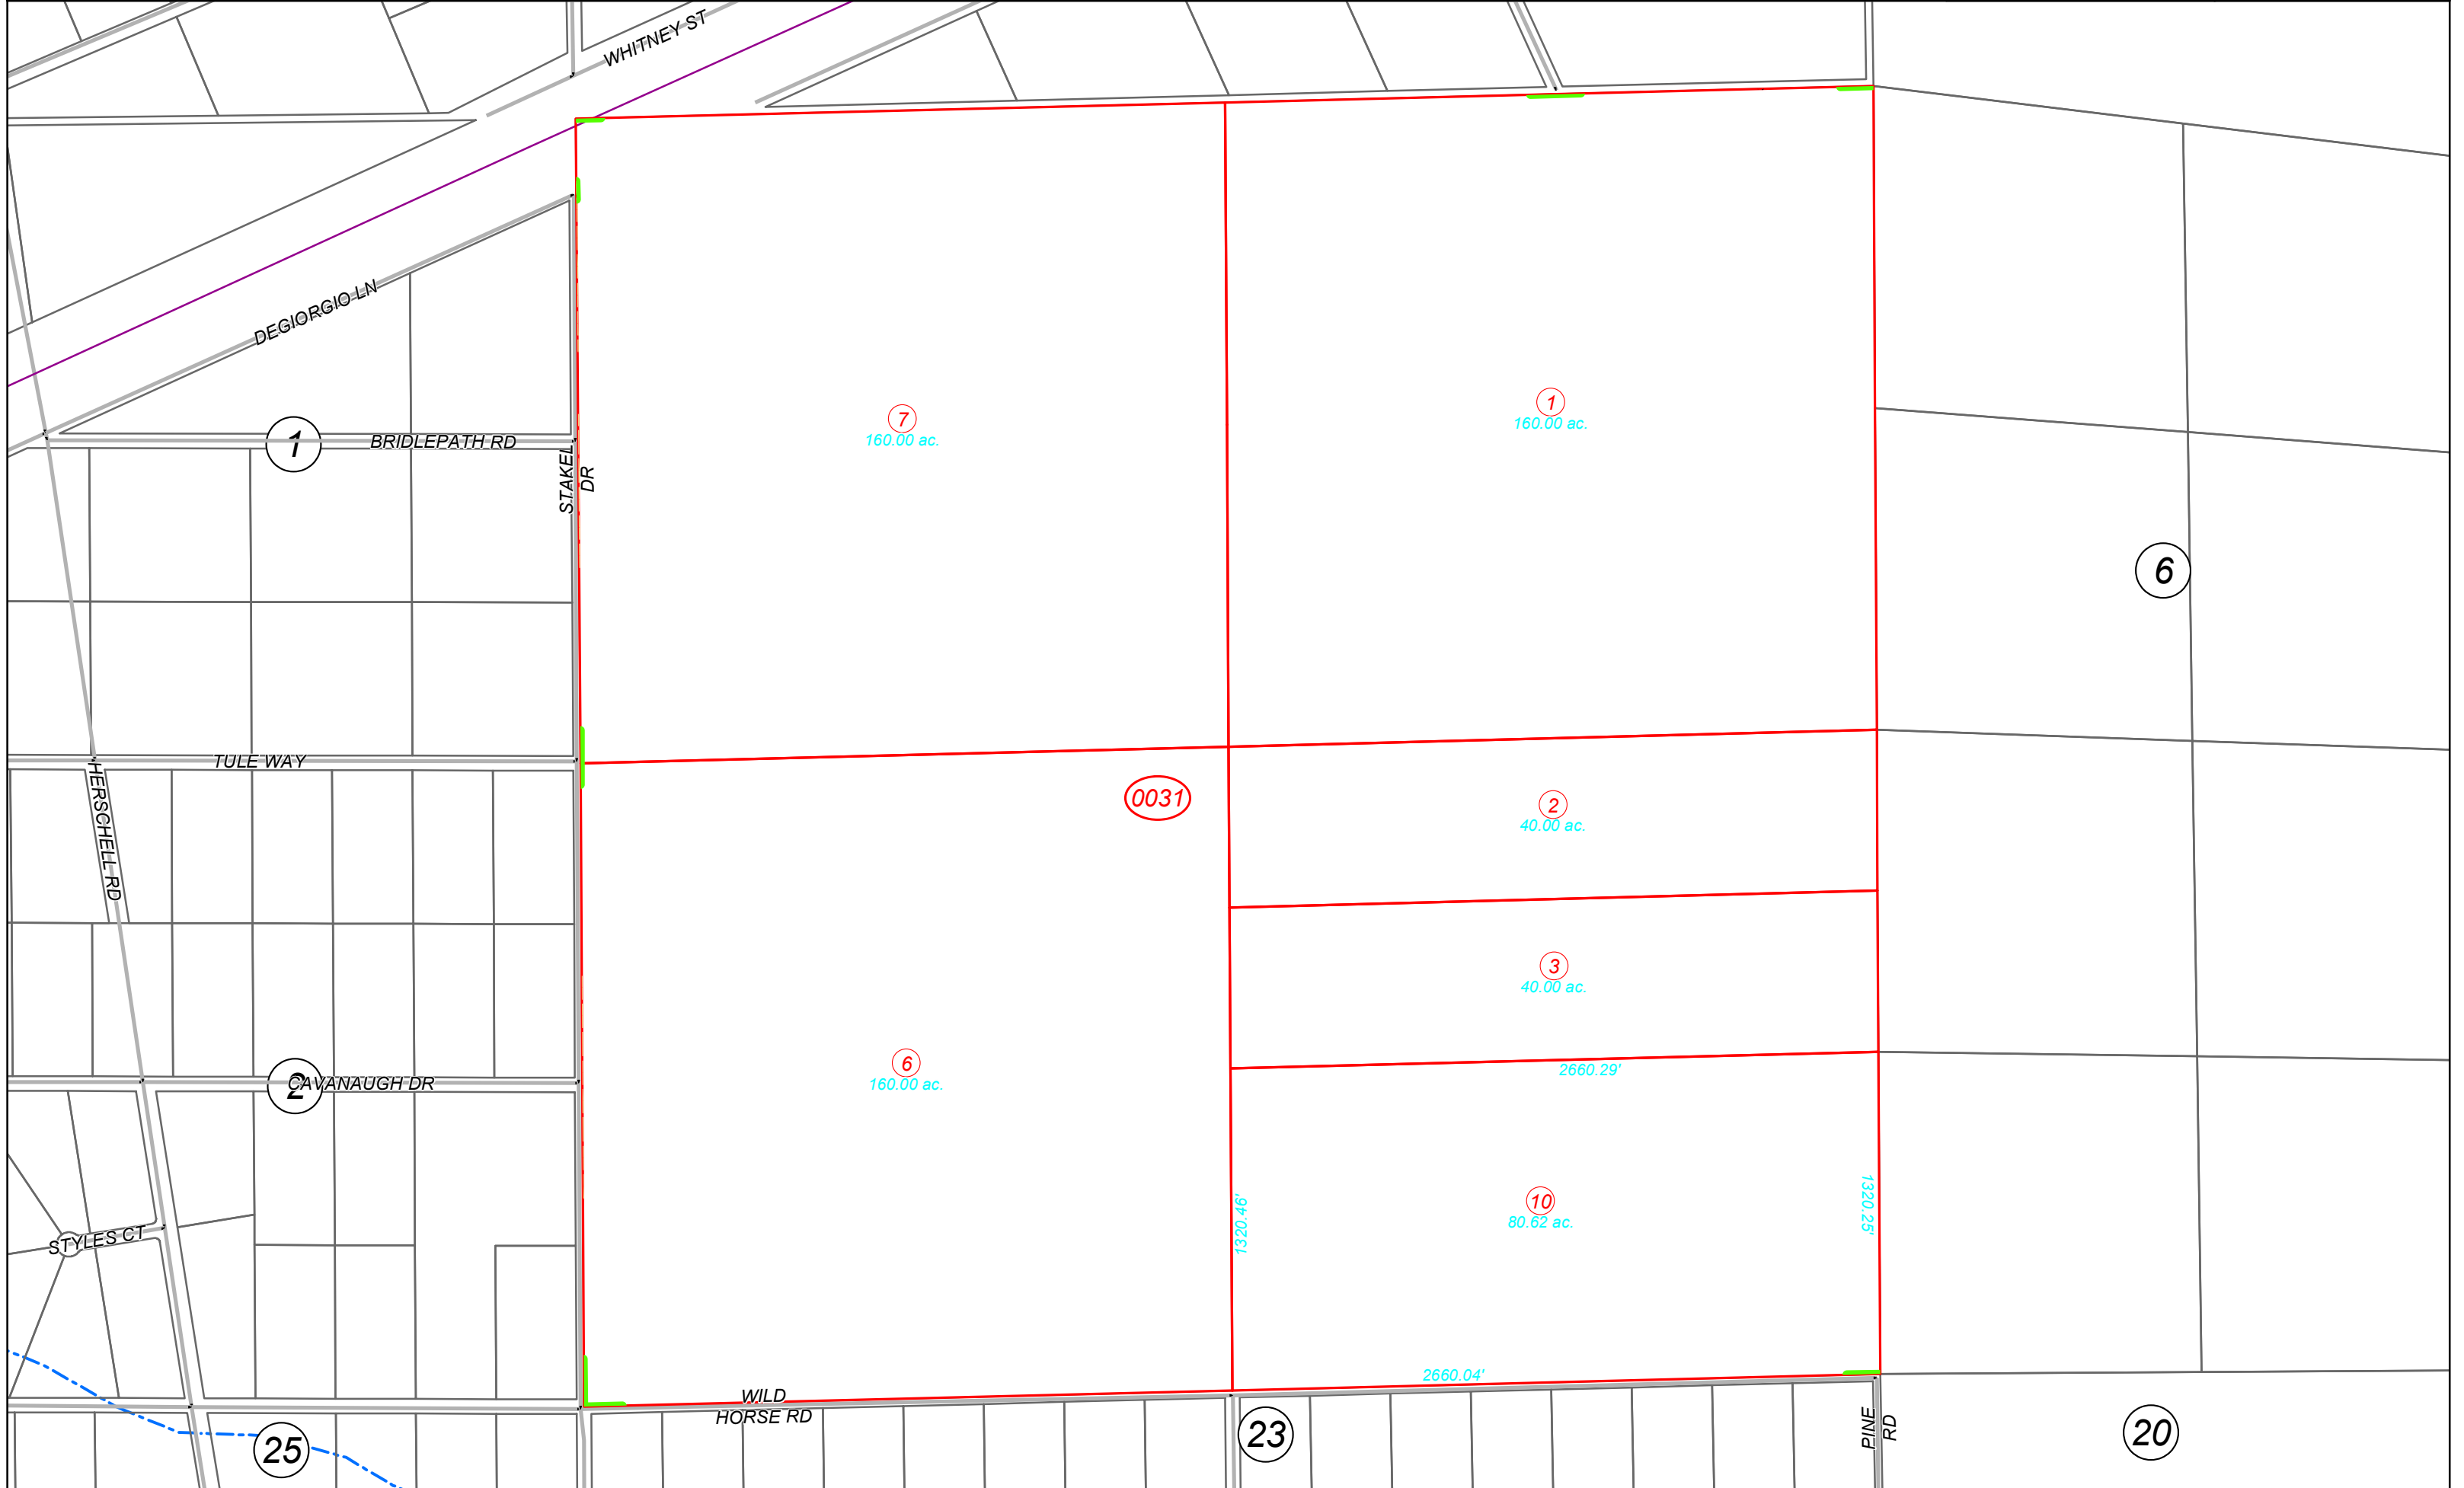 WHITNEY ST
DEGIORGIO LN
1
BRIDLEPATH RD
STAKEL
DR
7
160.00 ac.
1
160.00 ac.
6
TULE WAY
HERSCHELL RD
0031
2
40.00 ac.
3
40.00 ac.
2
CAVANAUGH DR
6
160.00 ac.
2660.29'
1320.46'
1320.25'
10
80.62 ac.
STYLES CT
2660.04'
WILD
HORSE RD
25
23
PINE
RD
20